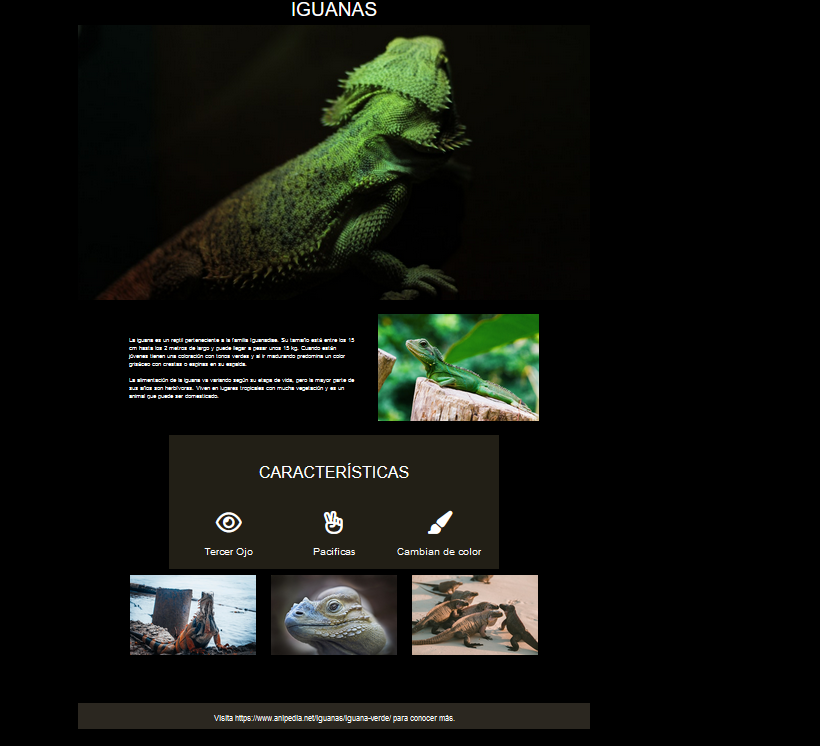 IGUANAS
La iguana es un reptil perteneciente a la familia Iguanadiae. Su tamaño está entre los 15
cm hasta los 2 metros de largo y puede llegar a pesar unos 15 kg. Cuando están
jóvenes tienen una coloración con tonos verdes y al ir madurando predomina un color
grisáceo con crestas o espinas en su espalda.
La alimentación de la iguana va variando según su etapa de vida, pero la mayor parte de
sus años son herbívoras. Viven en lugares tropicales con mucha vegetación y es un
animal que puede ser domesticado.
CARACTERÍSTICAS
Tercer Ojo
Pacificas
Cambian de color
Visita https://www.anipedia.net/iguanas/iguana-verde/ para conocer más.